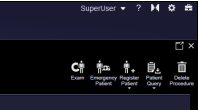 SuperUser ?
Exam Emergency Patient Register Patient Patient Query Delete Procedure